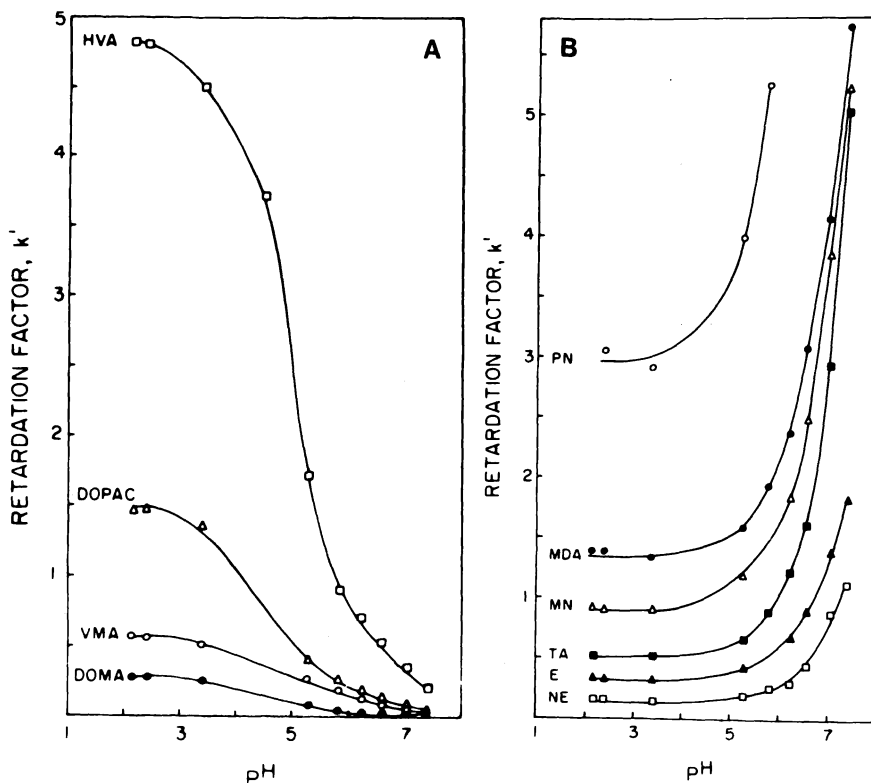 A
RETARDATION FACTOR, k'
5
4
3
2
1
HVA
DOPAC
VMA
DOMA
1 3 5 7
pH
B
RETARDATION FACTOR, k'
5
4
3
2
1
PN
MDA
MN
TA
E
NE
1 3 5 7
pH